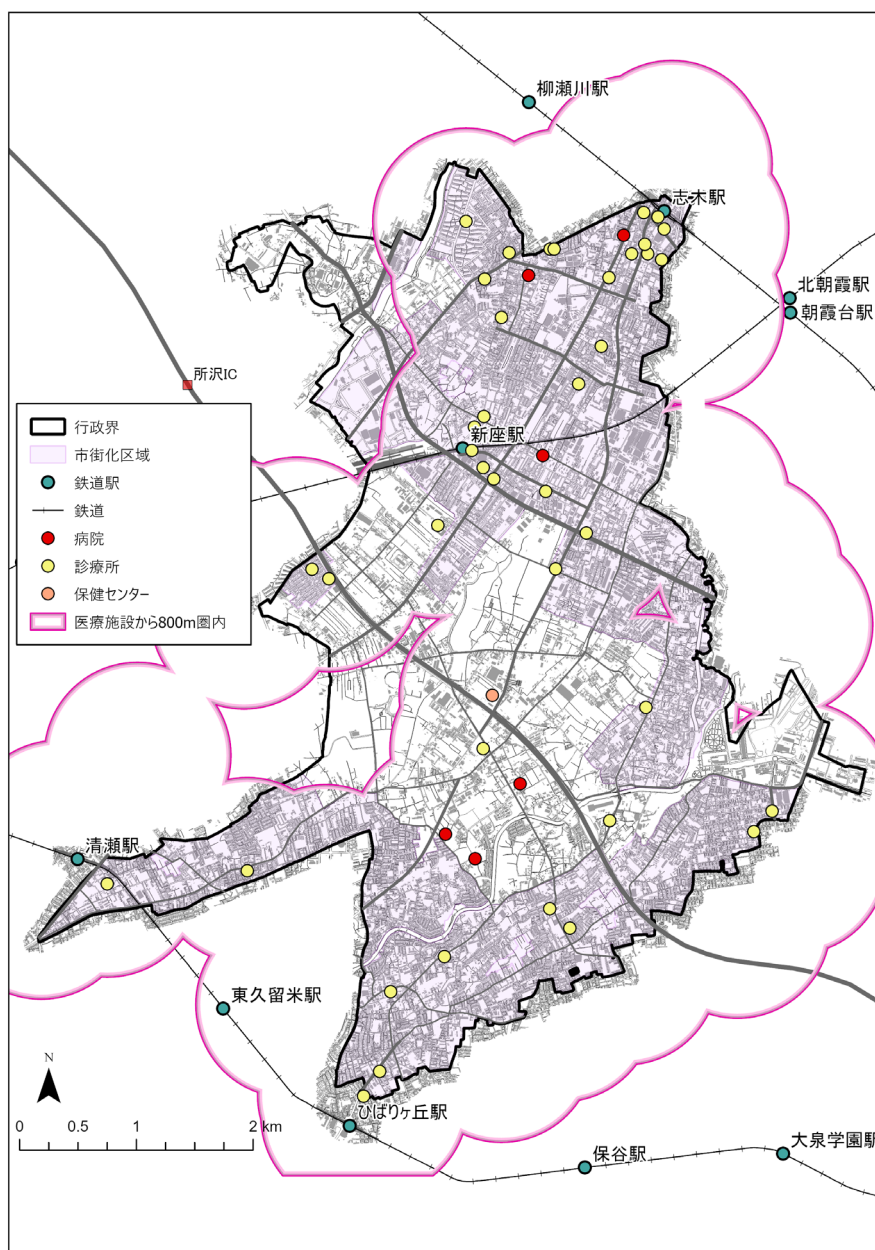 柳瀬川駅
志木駅
北朝霞駅
朝霞台駅
所沢IC
行政界
市街化区域
鉄道駅
鉄道
病院
診療所
保健センター
医療施設から800m圏内
新座駅
清瀬駅
東久留米駅
N
ひばりヶ丘駅
0 0.5 1 2 km
保谷駅
大泉学園駅